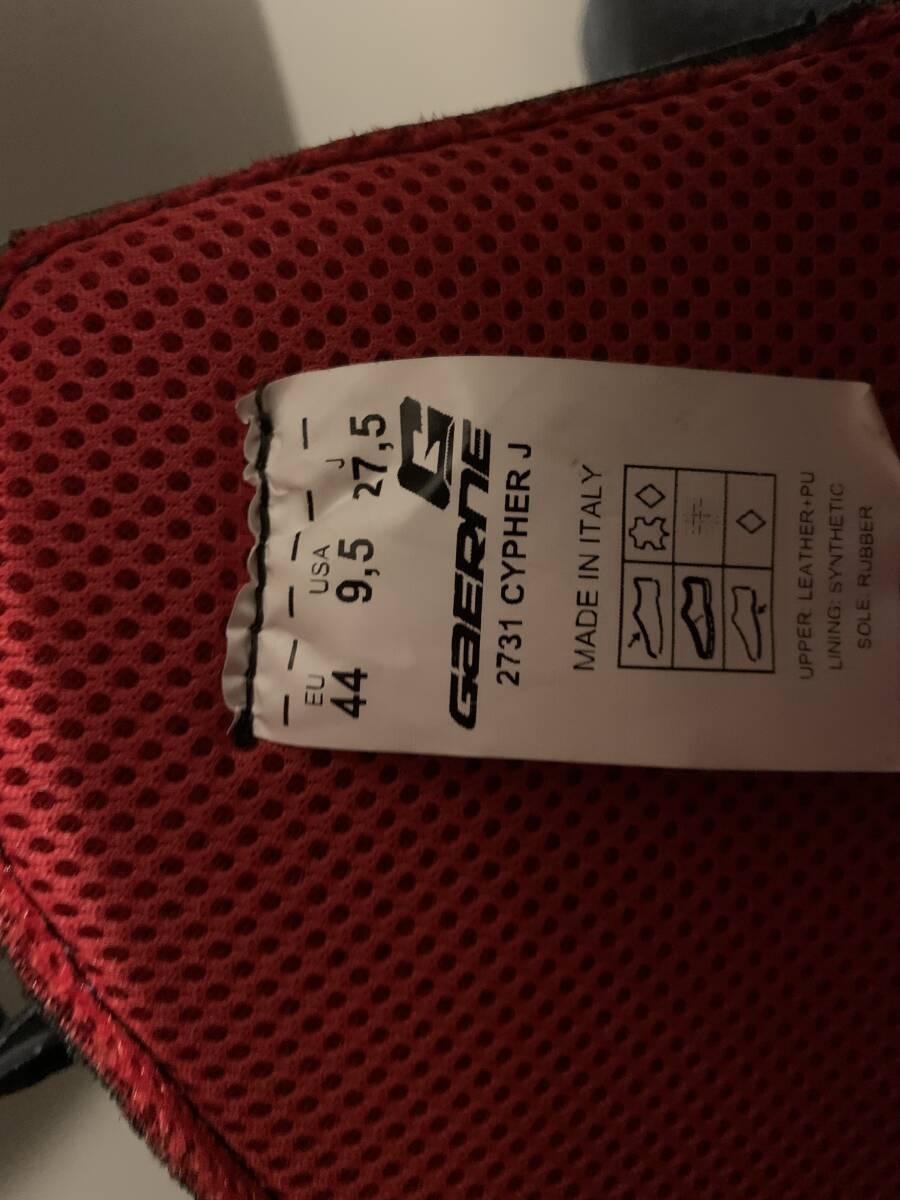 EU USA J
44 9,5 27,5
GAERNE
2731 CYPHER J
MADE IN ITALY
UPPER: LEATHER+PU
LINING: SYNTHETIC
SOLE: RUBBER